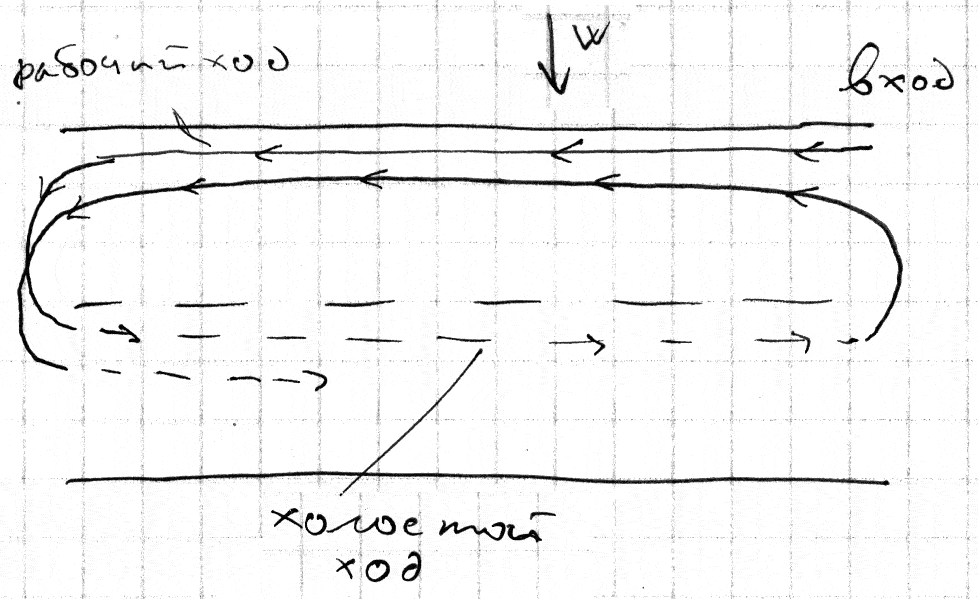 рабочий ход
W
вход
холостой
ход